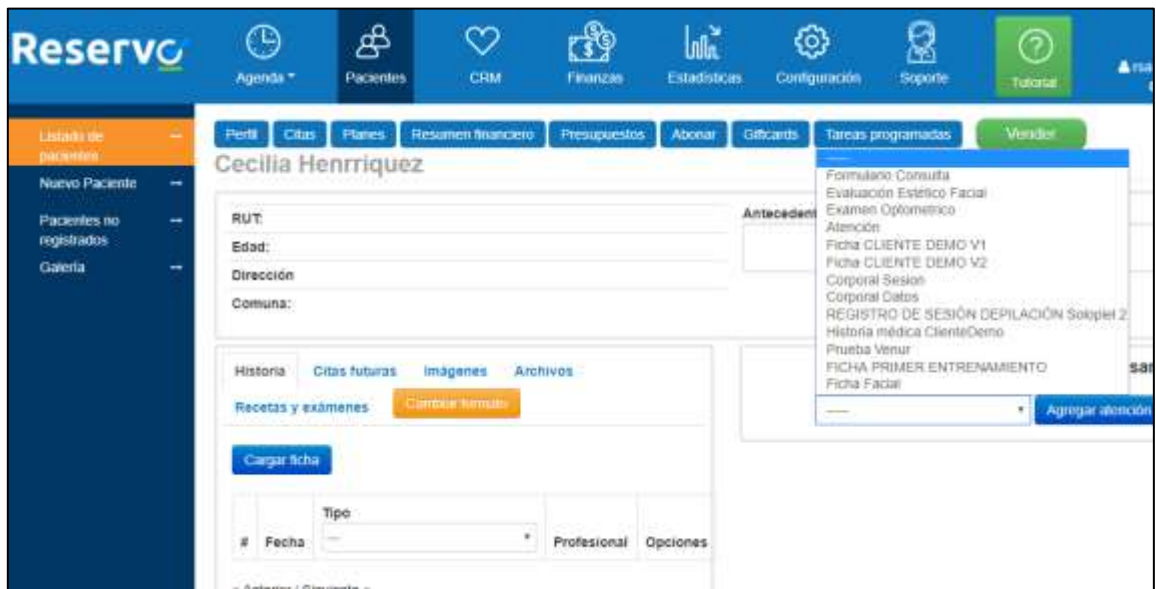 Reservo
Agenda
Pacientes
CRM
Finanzas
Estadísticas
Configuración
Soporte
Tutorial
Listado de
pacientes
Nuevo Paciente
Pacientes no
registrados
Galería
Perfil Citas Planes Resumen financiero Presupuestos Abonar Giftcards Tareas programadas Vender
Cecilia Henrriquez
RUT:
Edad:
Dirección
Comuna:
Antecedent
-----
Formulario Consulta
Evaluación Estético Facial
Examen Optometrico
Atención
Ficha CLIENTE DEMO V1
Ficha CLIENTE DEMO V2
Corporal Sesion
Corporal Datos
REGISTRO DE SESIÓN DEPILACIÓN Solopiel 2
Historia médica ClienteDemo
Prueba Venur
FICHA PRIMER ENTRENAMIENTO
Ficha Facial
----- Agregar atención
Historia Citas futuras Imágenes Archivos
Recetas y exámenes Cambiar formato
Cargar ficha
Tipo
# Fecha --- Profesional Opciones